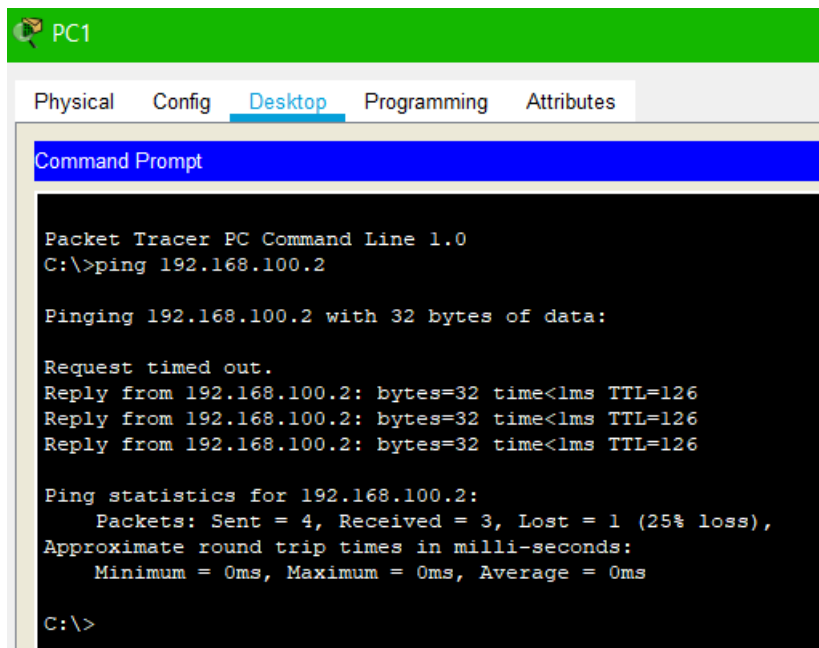 PC1
Physical Config Desktop Programming Attributes
Command Prompt
Packet Tracer PC Command Line 1.0
C:\>ping 192.168.100.2
Pinging 192.168.100.2 with 32 bytes of data:
Request timed out.
Reply from 192.168.100.2: bytes=32 time<1ms TTL=126
Reply from 192.168.100.2: bytes=32 time<1ms TTL=126
Reply from 192.168.100.2: bytes=32 time<1ms TTL=126
Ping statistics for 192.168.100.2:
Packets: Sent = 4, Received = 3, Lost = 1 (25% loss),
Approximate round trip times in milli-seconds:
Minimum = 0ms, Maximum = 0ms, Average = 0ms
C:\>